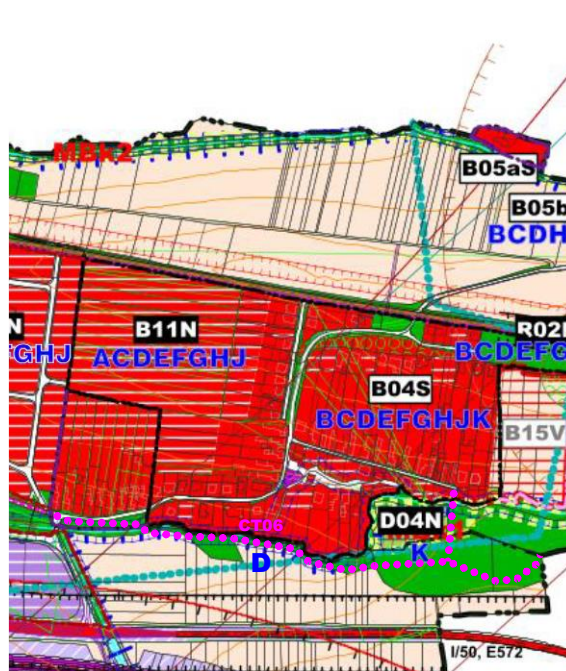 MBk2
B05aS
B05b
BCDH
N
GHJ
B11N
ACDEFGHJ
B04S
BCDEFGHJK
R02
BCDEFG
B15V
D04N
K
CT06
D
I/50, E572